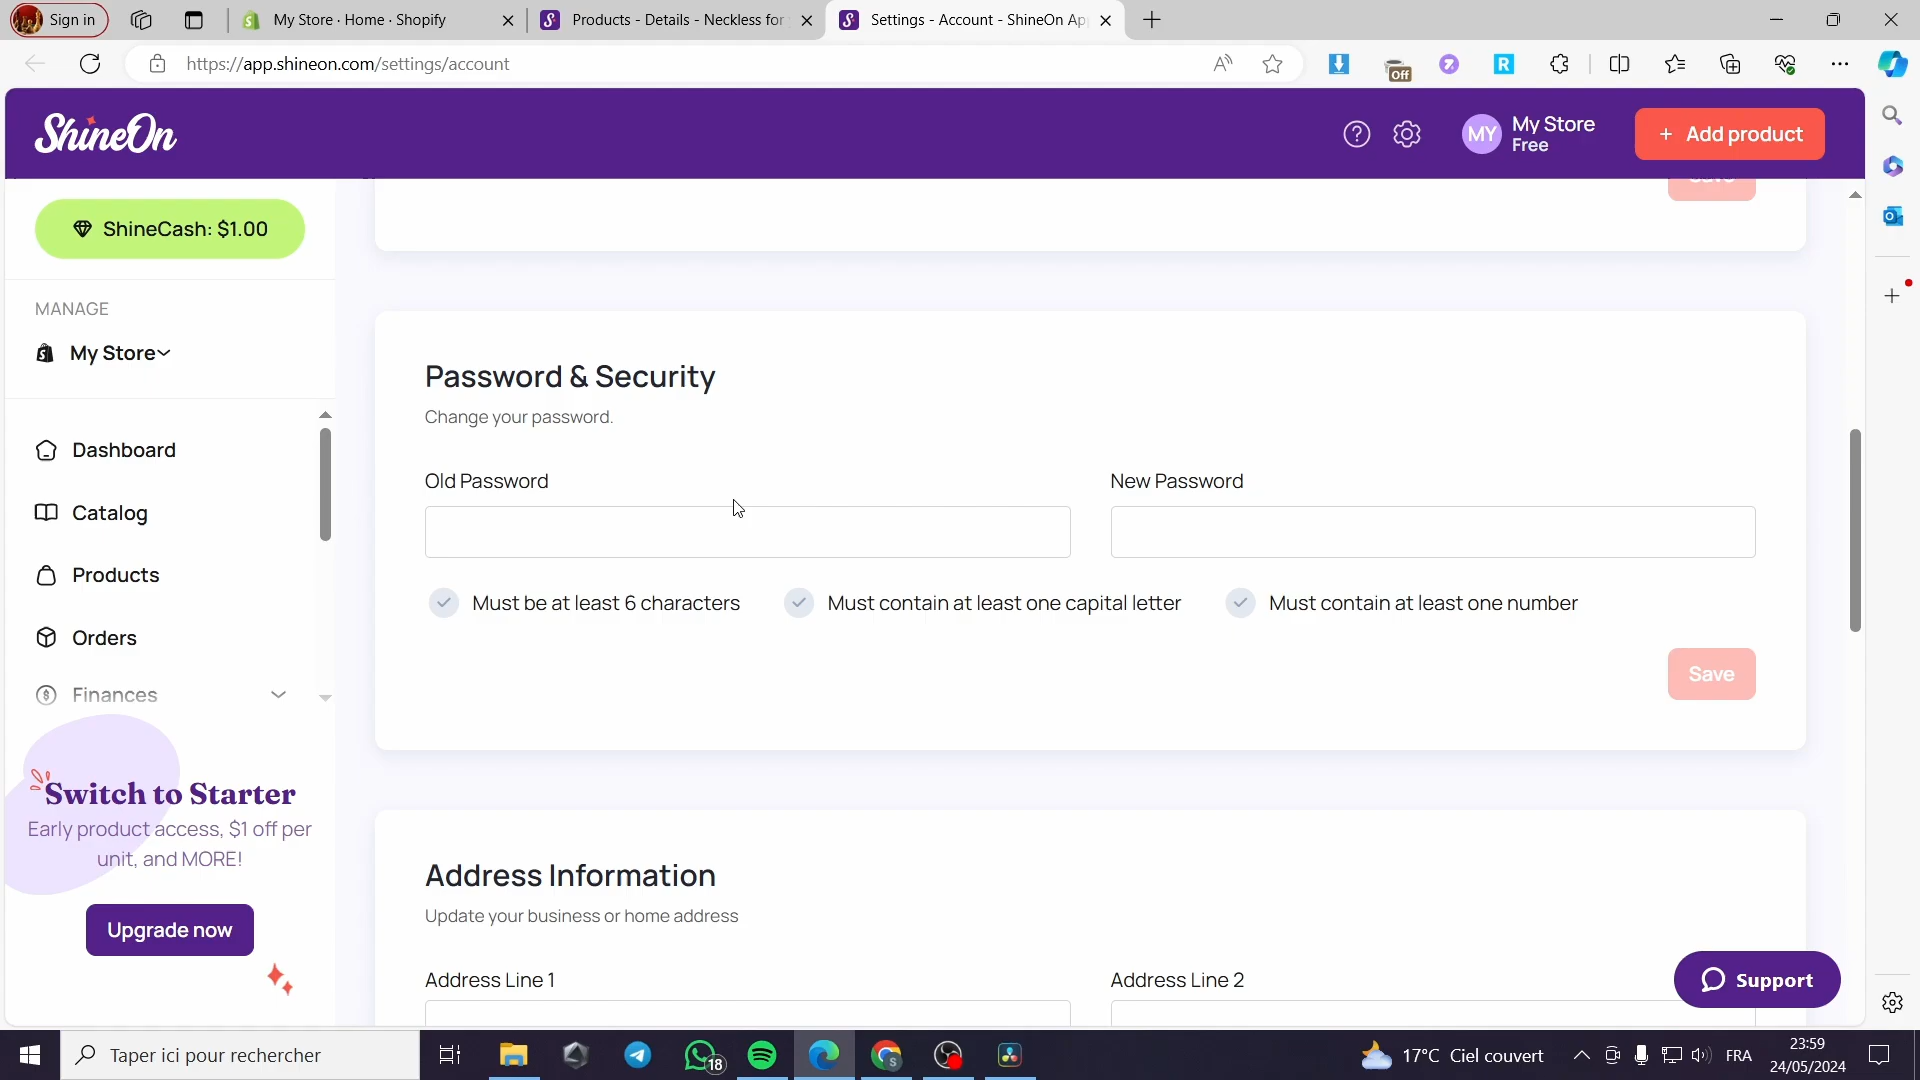 Sign in
My Store · Home · Shopify
Products - Details - Neckless for
Settings - Account - ShineOn Ap
https://app.shineon.com/settings/account
Off
ShineOn
MY
My Store
Free
+ Add product
ShineCash: $1.00
MANAGE
My Store
Dashboard
Catalog
Products
Orders
Finances
Switch to Starter
Early product access, $1 off per
unit, and MORE!
Upgrade now
Password & Security
Change your password.
Old Password
New Password
Must be at least 6 characters
Must contain at least one capital letter
Must contain at least one number
Save
Address Information
Update your business or home address
Address Line 1
Address Line 2
Support
Taper ici pour rechercher
18
17°C Ciel couvert
FRA
23:59
24/05/2024